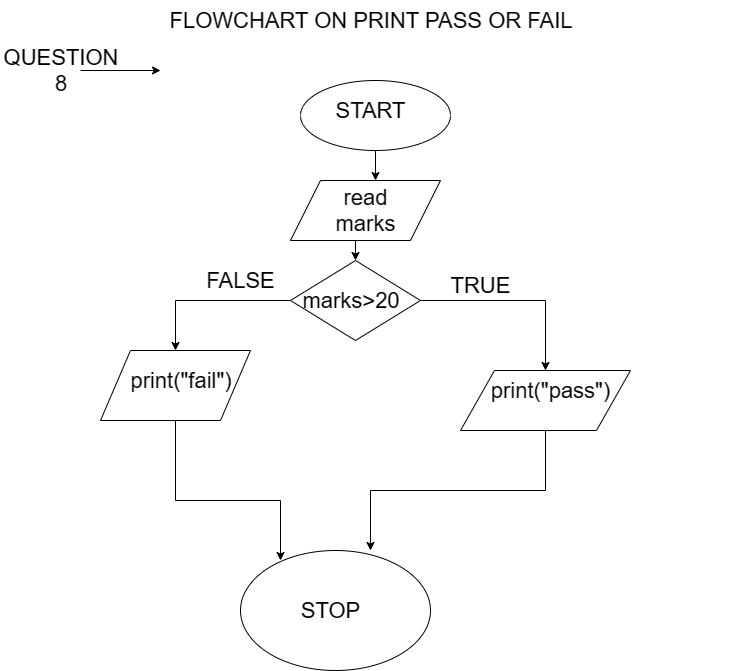 FLOWCHART ON PRINT PASS OR FAIL
QUESTION
8
START
read
marks
FALSE
TRUE
marks>20
print("fail")
print("pass")
STOP